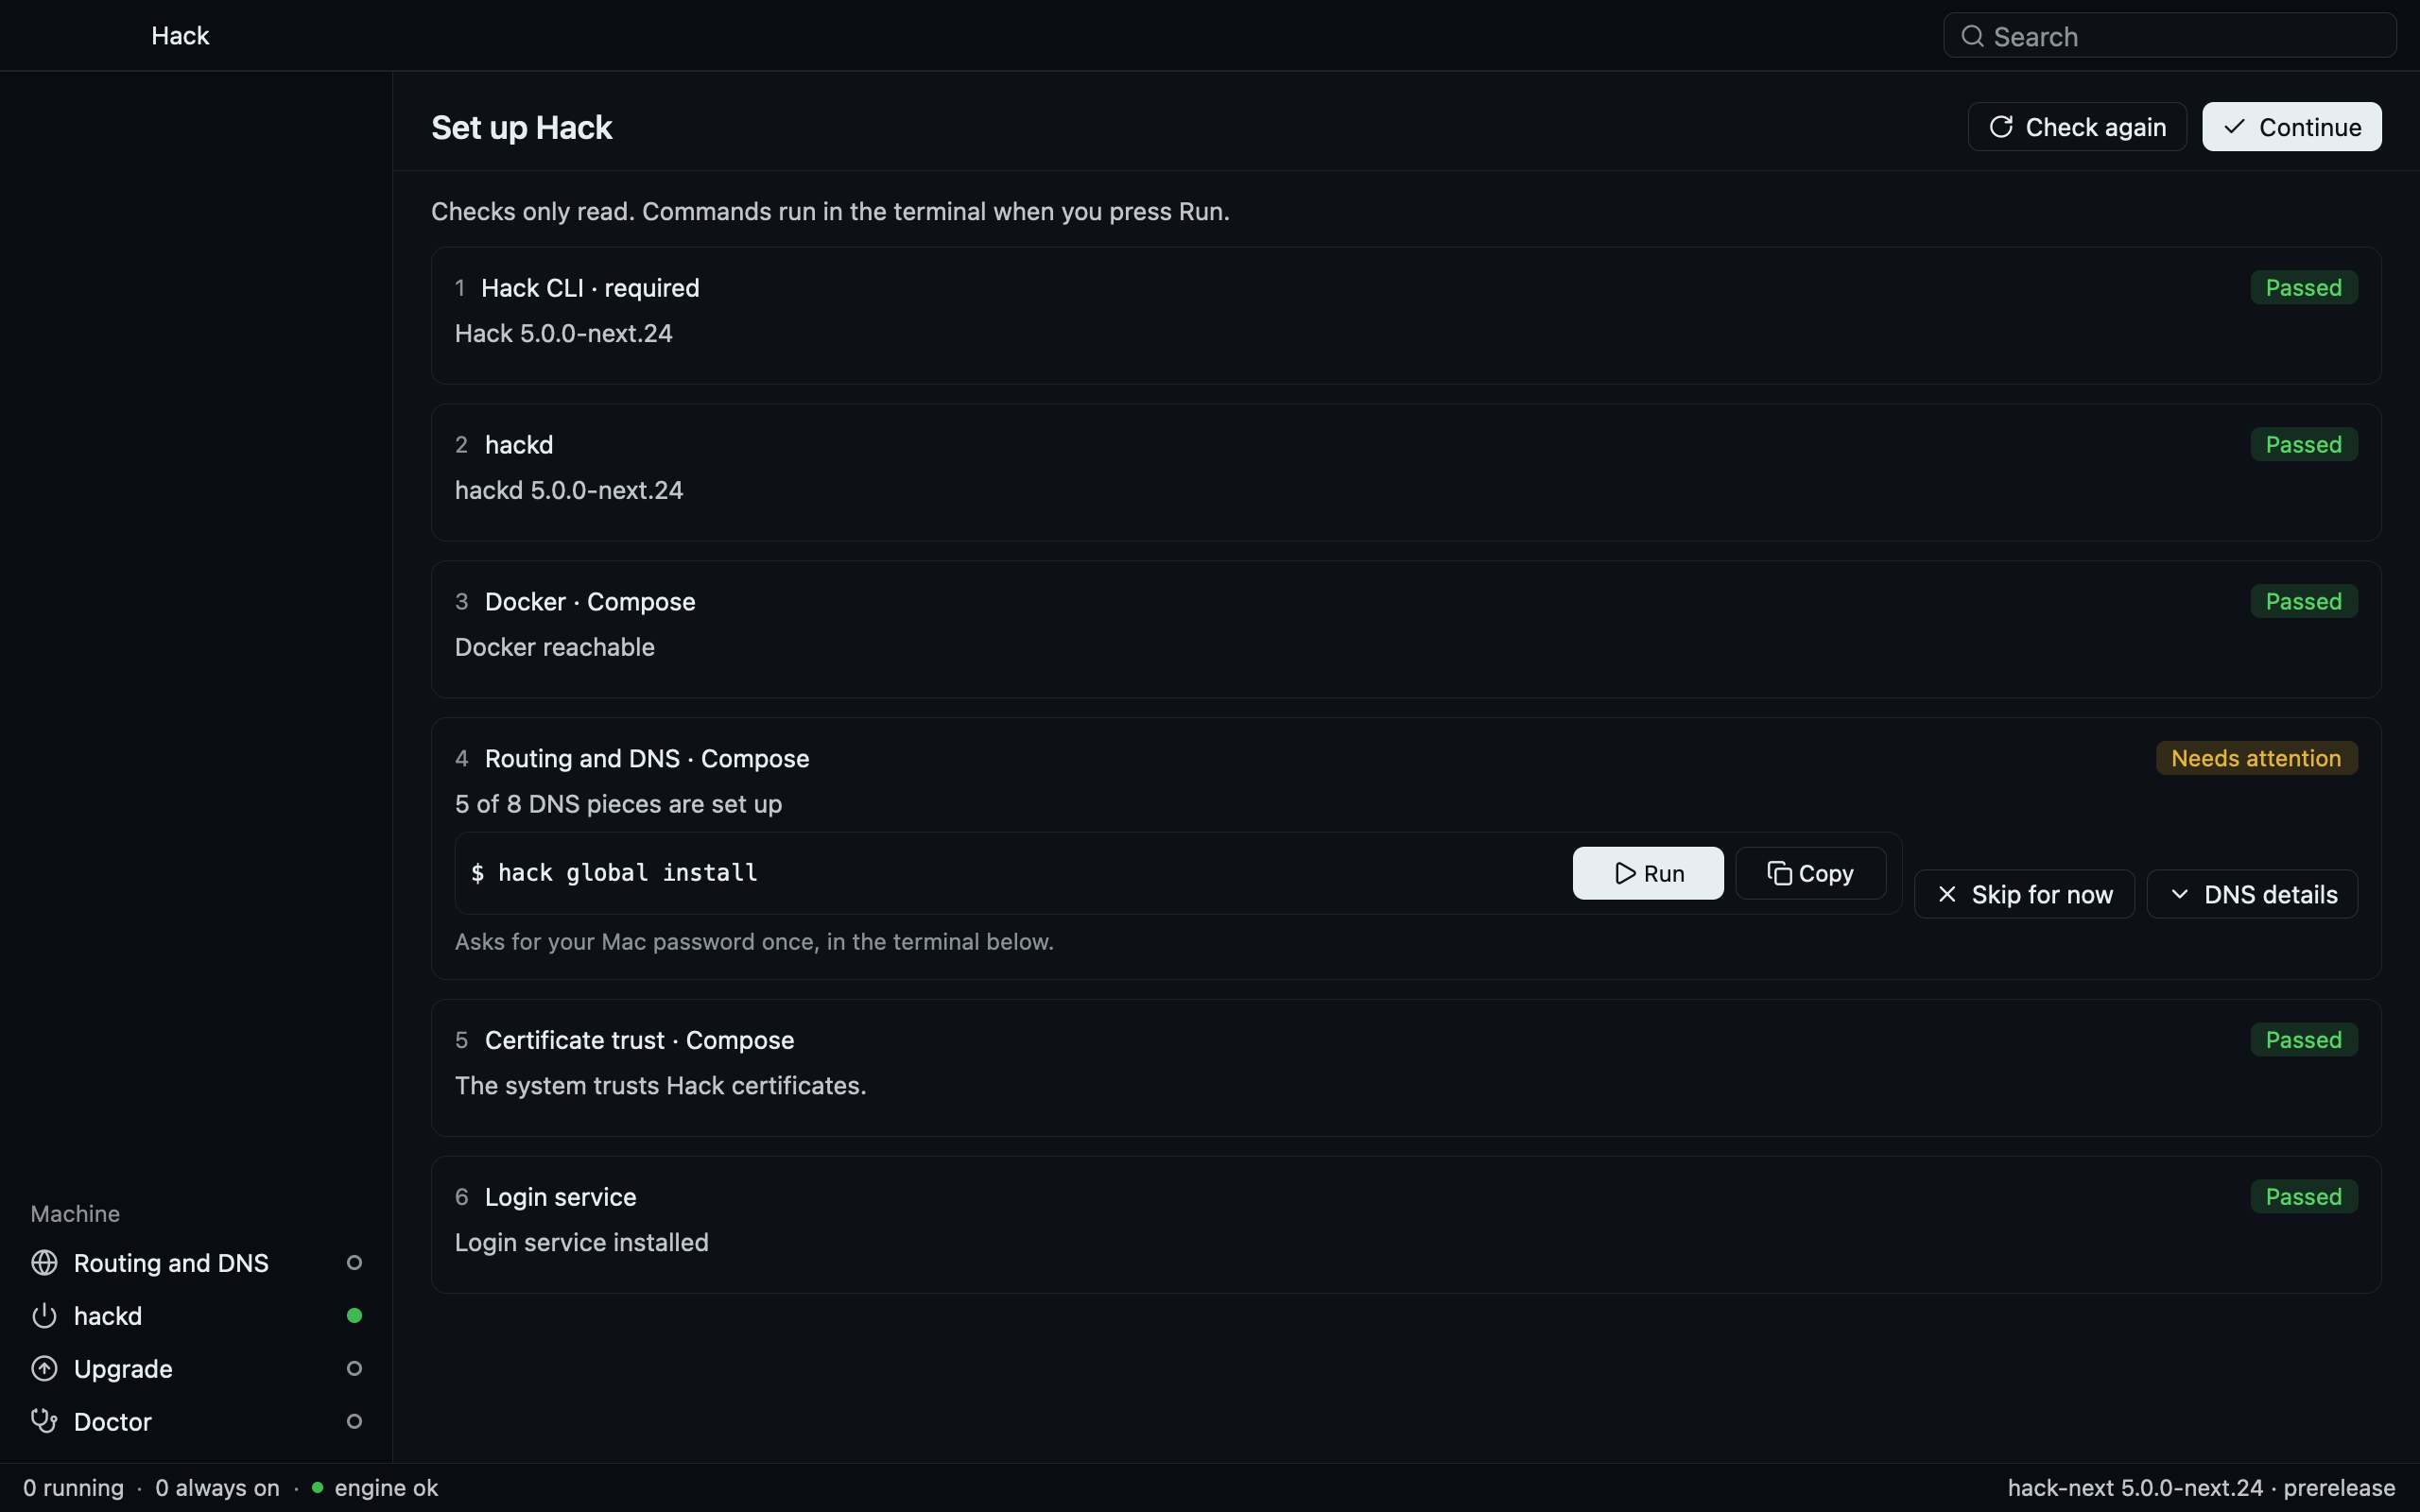 Hack
Search
Set up Hack
Check again
Continue
Checks only read. Commands run in the terminal when you press Run.
1 Hack CLI · required
Passed
Hack 5.0.0-next.24
2 hackd
Passed
hackd 5.0.0-next.24
3 Docker · Compose
Passed
Docker reachable
4 Routing and DNS · Compose
Needs attention
5 of 8 DNS pieces are set up
$ hack global install
Run
Copy
Skip for now
DNS details
Asks for your Mac password once, in the terminal below.
5 Certificate trust · Compose
Passed
The system trusts Hack certificates.
6 Login service
Passed
Login service installed
Machine
Routing and DNS
hackd
Upgrade
Doctor
0 running · 0 always on · engine ok
hack-next 5.0.0-next.24 · prerelease